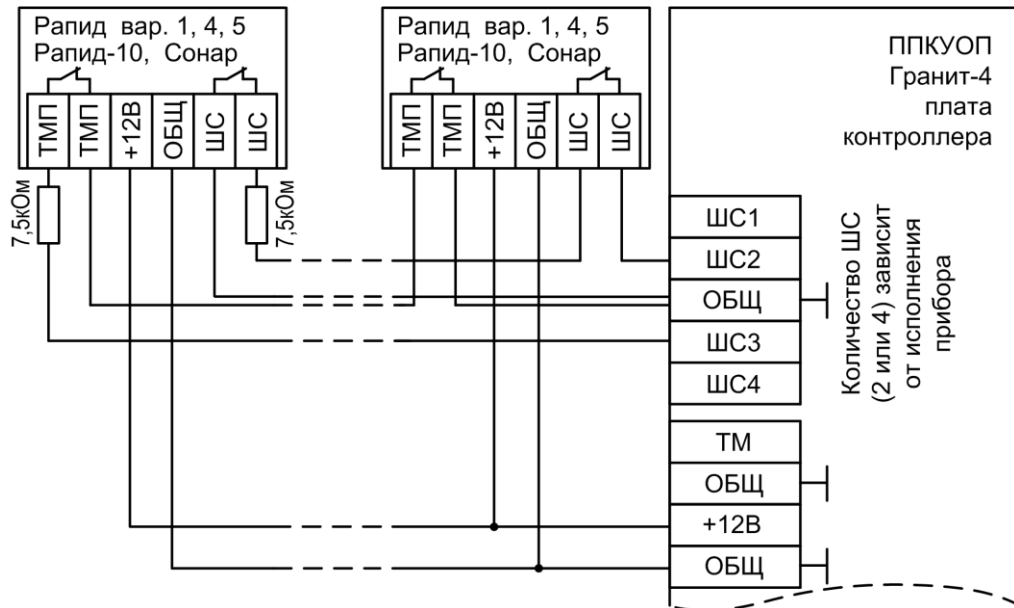 Рапид вар. 1, 4, 5
Рапид-10, Сонар
ТМП
ТМП
+12В
ОБЩ
ШС
ШС
7,5кОм
7,5кОм
Рапид вар. 1, 4, 5
Рапид-10, Сонар
ТМП
ТМП
+12В
ОБЩ
ШС
ШС
ППКУОП
Гранит-4
плата
контроллера
ШС1
ШС2
ОБЩ
ШС3
ШС4
Количество ШС
(2 или 4) зависит
от исполнения
прибора
ТМ
ОБЩ
+12В
ОБЩ